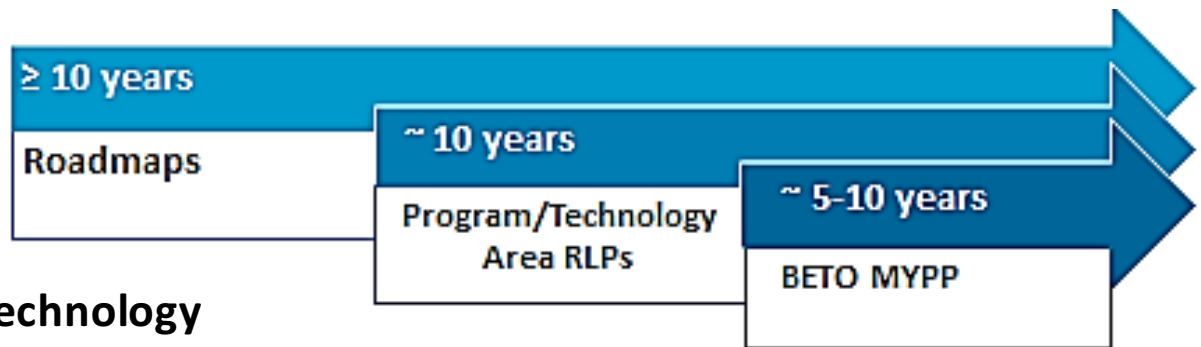 ≥ 10 years
Roadmaps
~ 10 years
Program/Technology
Area RLPs
~ 5-10 years
BETO MYPP
echnology